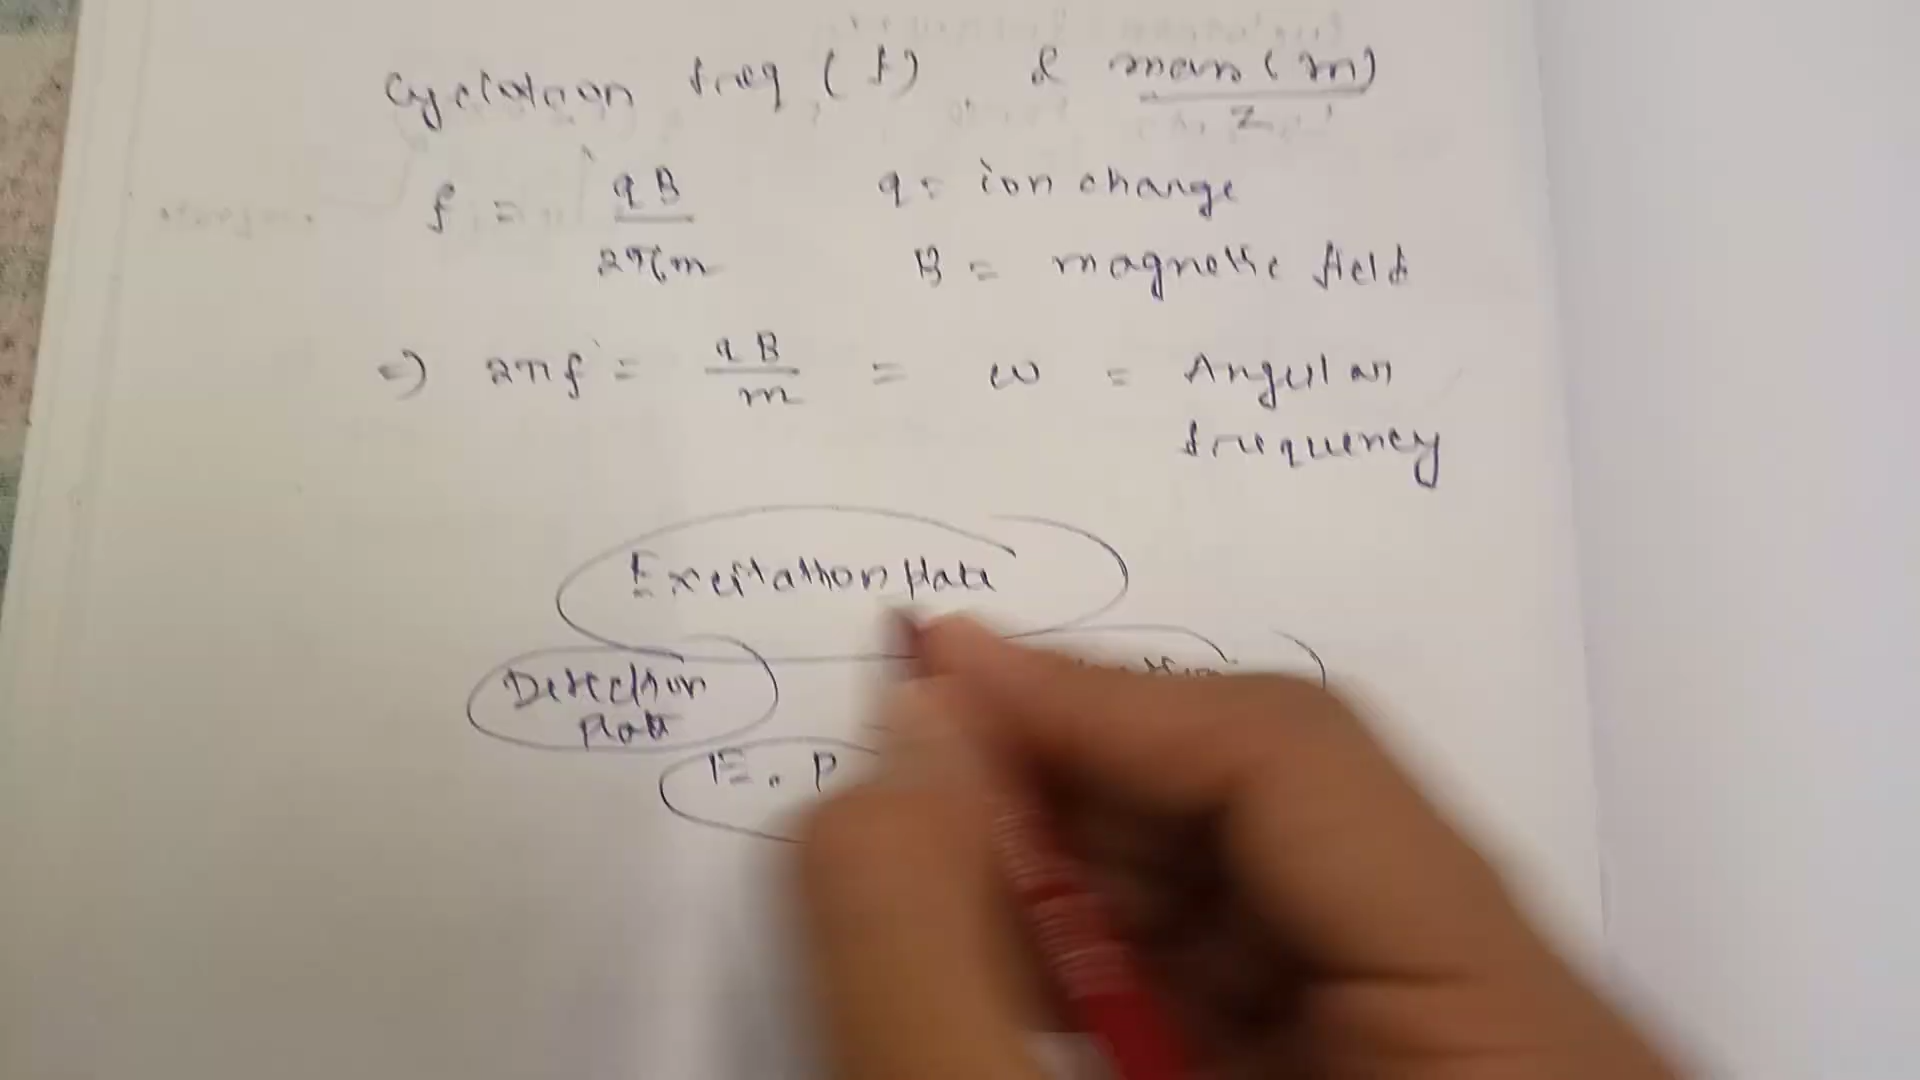 Cyclotron freq (f) & mass (m)
z
f = qB
2πm
q = ion charge
B = magnetic field
=) 2πf = qB/m = ω = Angular
frequency
Excitation plate
Detection
plate
E. P